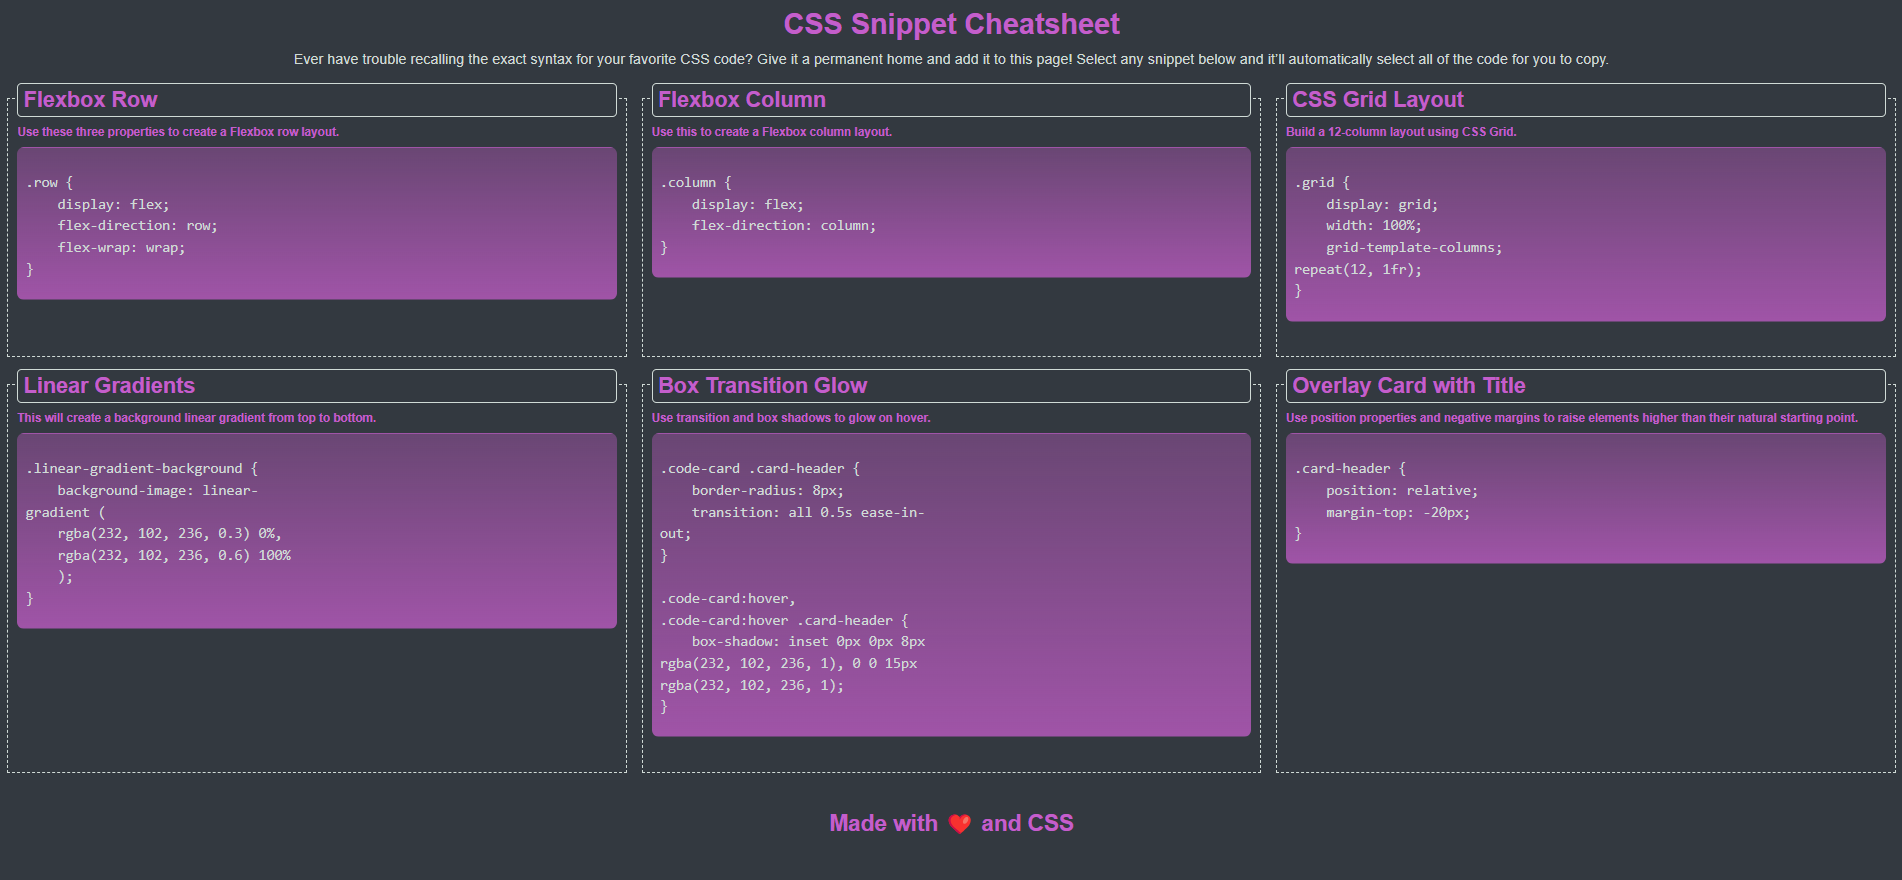 CSS Snippet Cheatsheet
Ever have trouble recalling the exact syntax for your favorite CSS code? Give it a permanent home and add it to this page! Select any snippet below and it'll automatically select all of the code for you to copy.
Flexbox Row
Use these three properties to create a Flexbox row layout.
.row {
    display: flex;
    flex-direction: row;
    flex-wrap: wrap;
}
Flexbox Column
Use this to create a Flexbox column layout.
.column {
    display: flex;
    flex-direction: column;
}
CSS Grid Layout
Build a 12-column layout using CSS Grid.
.grid {
    display: grid;
    width: 100%;
    grid-template-columns;
repeat(12, 1fr);
}
Linear Gradients
This will create a background linear gradient from top to bottom.
.linear-gradient-background {
    background-image: linear-
gradient (
    rgba(232, 102, 236, 0.3) 0%,
    rgba(232, 102, 236, 0.6) 100%
    );
}
Box Transition Glow
Use transition and box shadows to glow on hover.
.code-card .card-header {
    border-radius: 8px;
    transition: all 0.5s ease-in-
out;
}
.code-card:hover,
.code-card:hover .card-header {
    box-shadow: inset 0px 0px 8px
rgba(232, 102, 236, 1), 0 0 15px
rgba(232, 102, 236, 1);
}
Overlay Card with Title
Use position properties and negative margins to raise elements higher than their natural starting point.
.card-header {
    position: relative;
    margin-top: -20px;
}
Made with ❤️ and CSS